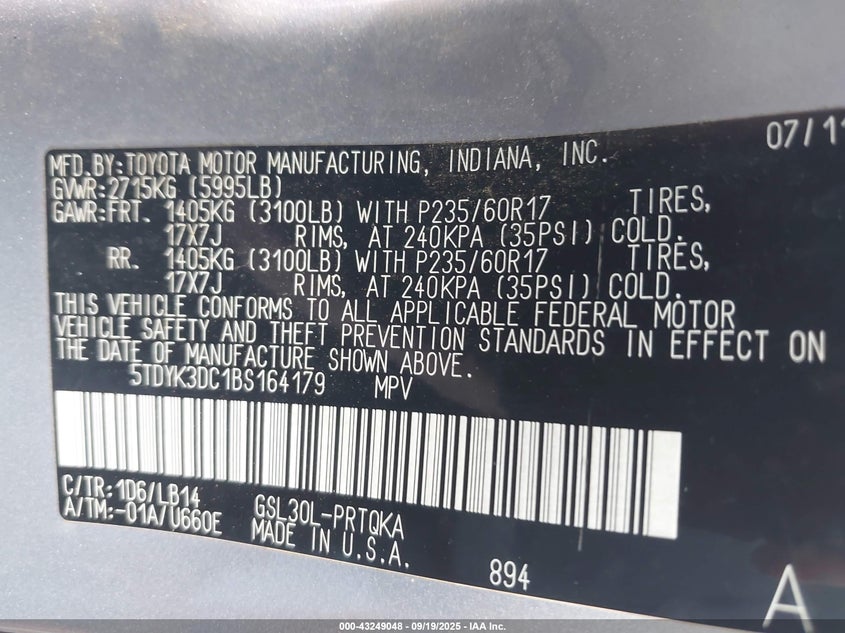 07/11
MFD. BY: TOYOTA MOTOR MANUFACTURING, INDIANA, INC.
GVWR: 2715KG (5995LB)
GAWR: FRT. 1405KG (3100LB) WITH P235/60R17 TIRES,
17X7J RIMS, AT 240KPA (35PSI) COLD.
RR. 1405KG (3100LB) WITH P235/60R17 TIRES,
17X7J RIMS, AT 240KPA (35PSI) COLD.
THIS VEHICLE CONFORMS TO ALL APPLICABLE FEDERAL MOTOR
VEHICLE SAFETY AND THEFT PREVENTION STANDARDS IN EFFECT ON
THE DATE OF MANUFACTURE SHOWN ABOVE.
5TDYK3DC1BS164179 MPV
C/TR: 1D6/LB14
A/TM:-01A/U660E GSL30L-PRTQKA
MADE IN U.S.A.
894
A
000-43249048 - 09/19/2025 - IAA Inc.